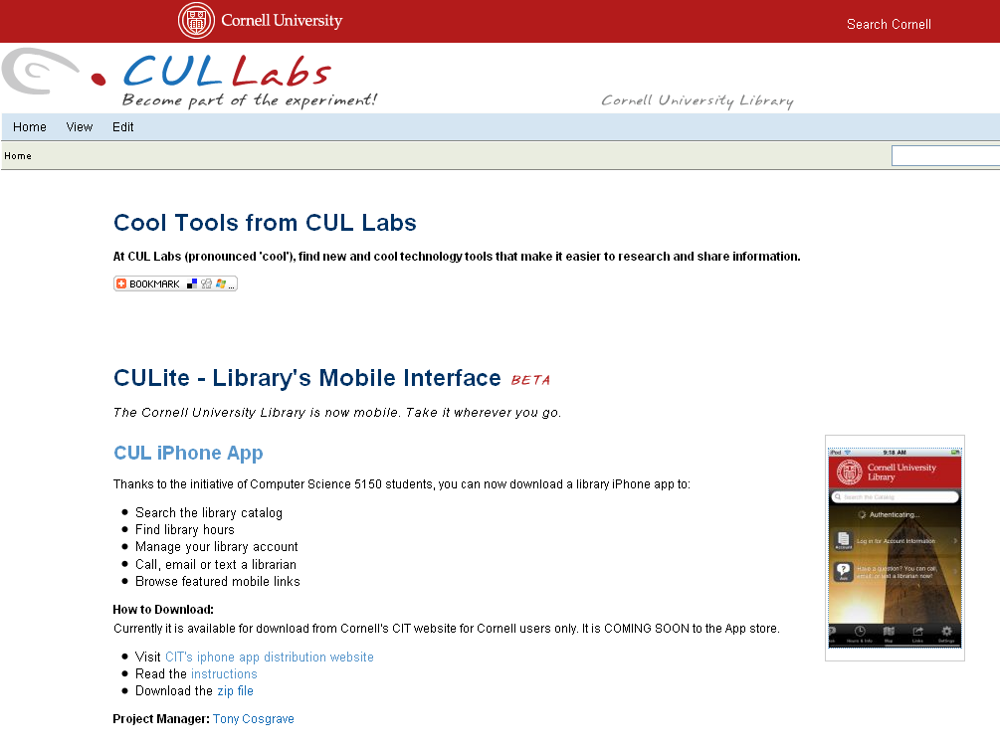 Cornell University
Search Cornell
CUL Labs
Become part of the experiment!
Cornell University Library
Home View Edit
Home
Cool Tools from CUL Labs
At CUL Labs (pronounced 'cool'), find new and cool technology tools that make it easier to research and share information.
BOOKMARK ...
CULite - Library's Mobile Interface BETA
The Cornell University Library is now mobile. Take it wherever you go.
CUL iPhone App
Thanks to the initiative of Computer Science 5150 students, you can now download a library iPhone app to:
Search the library catalog
Find library hours
Manage your library account
Call, email or text a librarian
Browse featured mobile links
How to Download:
Currently it is available for download from Cornell's CIT website for Cornell users only. It is COMING SOON to the App store.
Visit CIT's iphone app distribution website
Read the instructions
Download the zip file
Project Manager: Tony Cosgrave
iPod 9:18 AM
Cornell University
Library
Search the Catalog
Authenticating...
Account
Log in for Account Information
Ask
Have a question? You can call,
email, or text a librarian now!
Hours & Info Map Links Settings